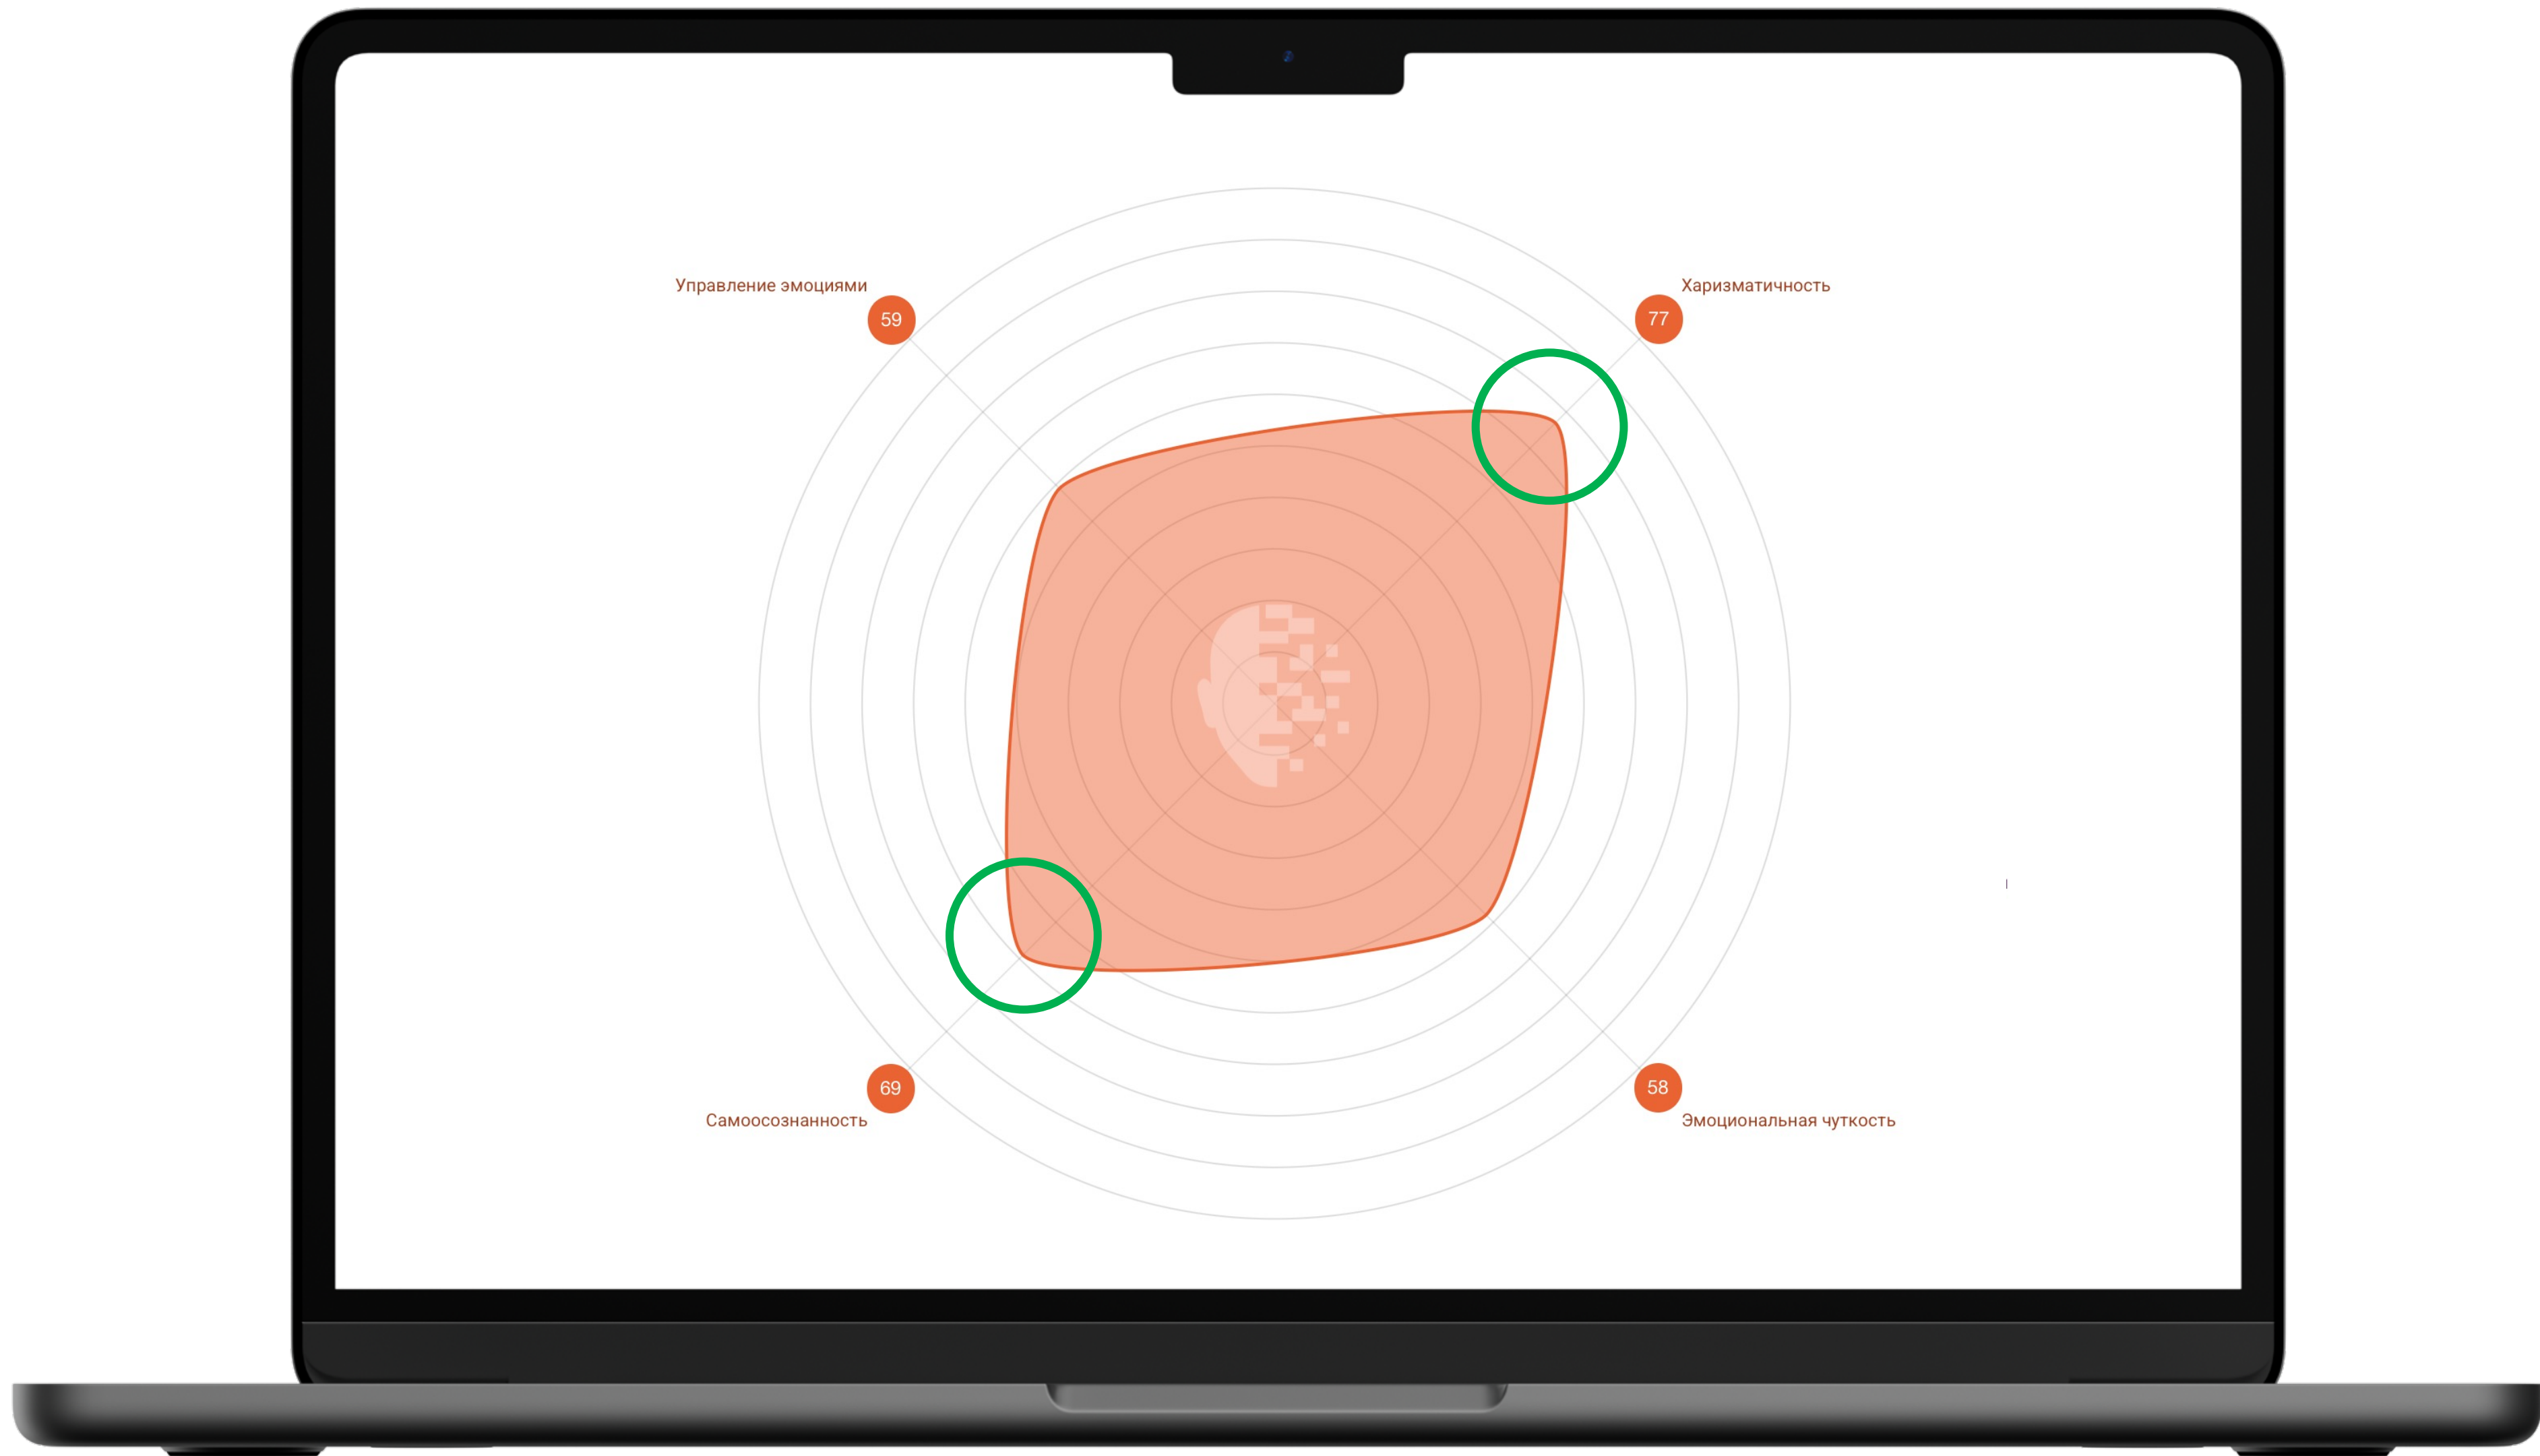 Управление эмоциями
59
Харизматичность
77
69
Самоосознанность
58
Эмоциональная чуткость